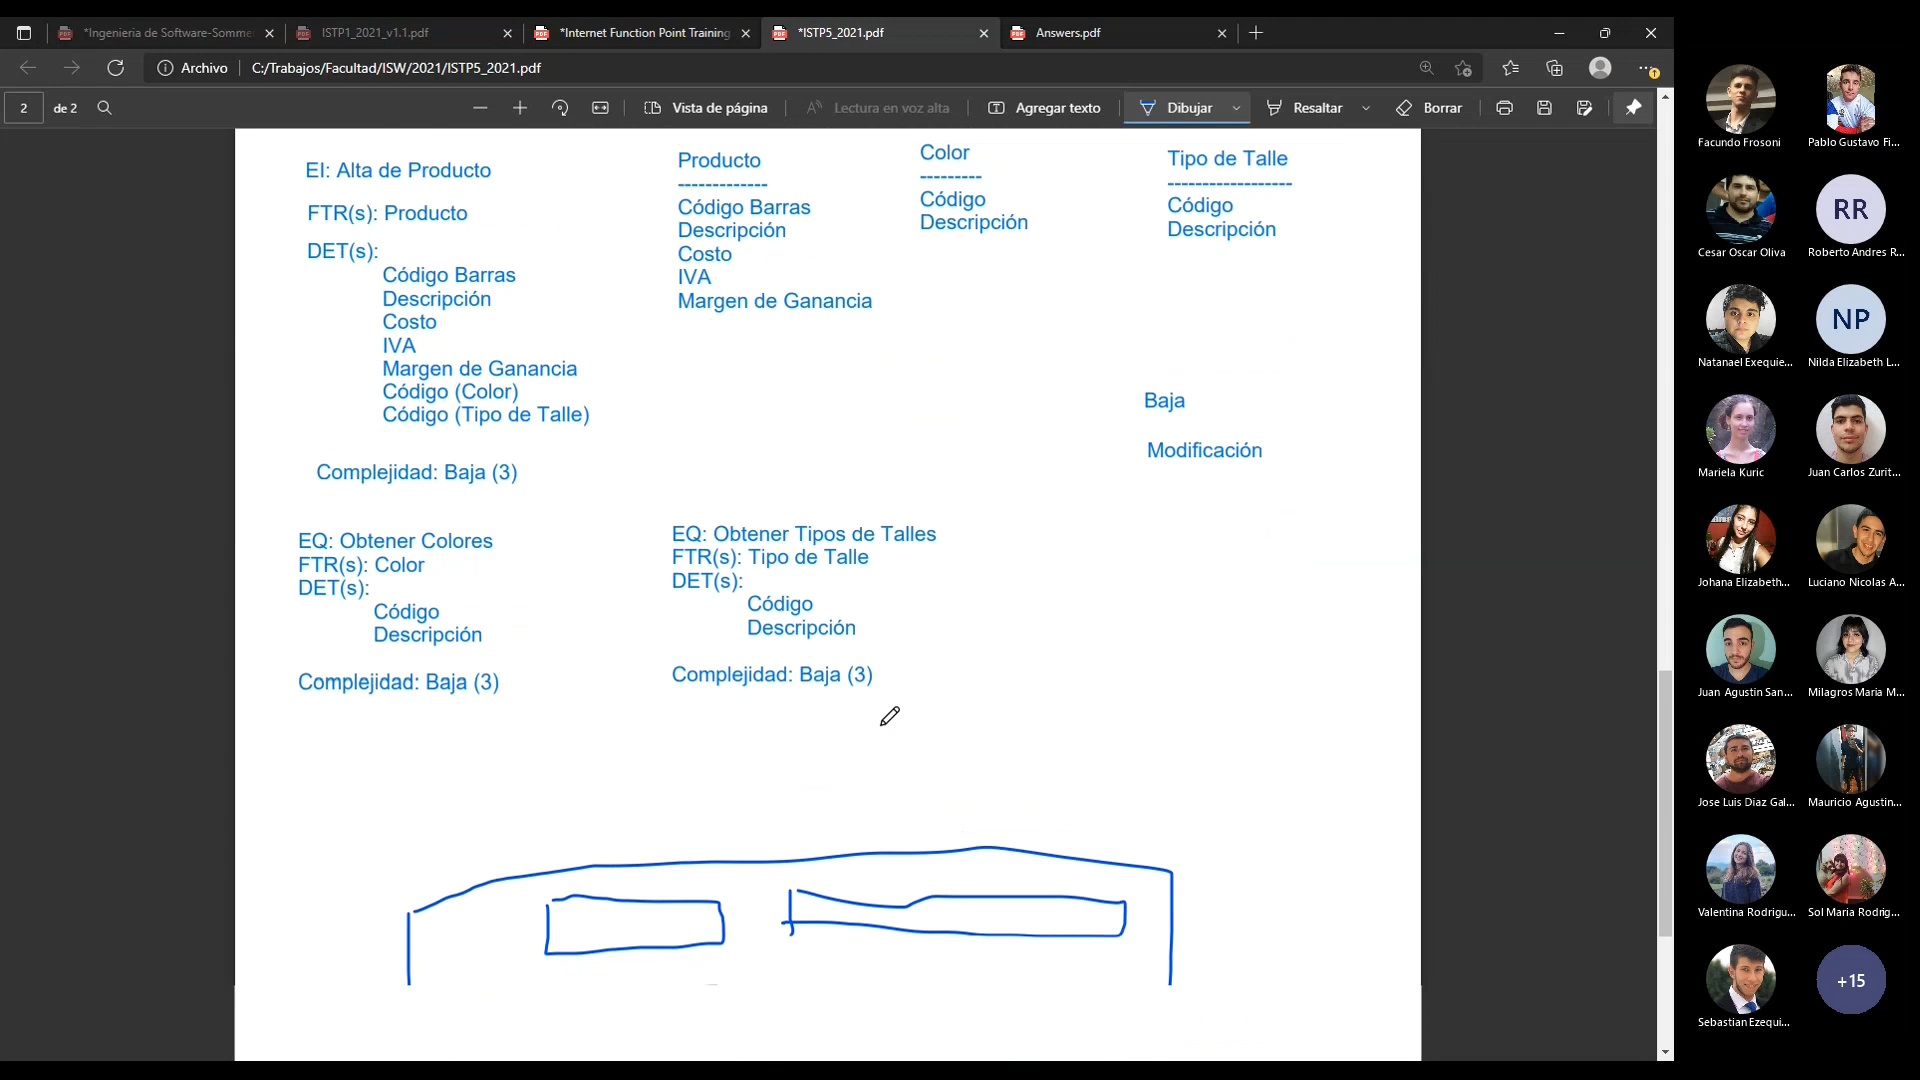 *Ingenieria de Software-Somme
ISTP1_2021_v1.1.pdf
*Internet Function Point Training
*ISTP5_2021.pdf
Answers.pdf
Archivo
C:/Trabajos/Facultad/ISW/2021/ISTP5_2021.pdf
2 de 2
Vista de página
Lectura en voz alta
Agregar texto
Dibujar
Resaltar
Borrar
EI: Alta de Producto
FTR(s): Producto
DET(s):
Código Barras
Descripción
Costo
IVA
Margen de Ganancia
Código (Color)
Código (Tipo de Talle)
Complejidad: Baja (3)
Producto
-------------
Código Barras
Descripción
Costo
IVA
Margen de Ganancia
Color
---------
Código
Descripción
Tipo de Talle
------------------
Código
Descripción
Baja
Modificación
EQ: Obtener Colores
FTR(s): Color
DET(s):
Código
Descripción
Complejidad: Baja (3)
EQ: Obtener Tipos de Talles
FTR(s): Tipo de Talle
DET(s):
Código
Descripción
Complejidad: Baja (3)
Facundo Frosoni
Pablo Gustavo Fi...
Cesar Oscar Oliva
RR
Roberto Andres R...
Natanael Exequie...
NP
Nilda Elizabeth L...
Mariela Kuric
Juan Carlos Zurit...
Johana Elizabeth...
Luciano Nicolas A...
Juan Agustin San...
Milagros Maria M...
Jose Luis Diaz Gal...
Mauricio Agustin...
Valentina Rodrigu...
Sol Maria Rodrig...
Sebastian Ezequi...
+15